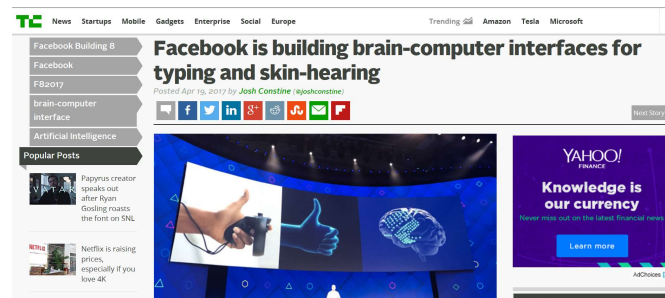 TC News Startups Mobile Gadgets Enterprise Social Europe Trending Amazon Tesla Microsoft
Facebook Building 8
Facebook
F82017
brain-computer
interface
Artificial Intelligence
Popular Posts
Papyrus creator
speaks out
after Ryan
Gosling roasts
the font on SNL
Netflix is raising
prices,
especially if you
love 4K
Facebook is building brain-computer interfaces for
typing and skin-hearing
Posted Apr 19, 2017 by Josh Constine (@joshconstine)
Next Story
YAHOO!
FINANCE
Knowledge is
our currency
Never miss out on the latest financial news
Learn more
AdChoices